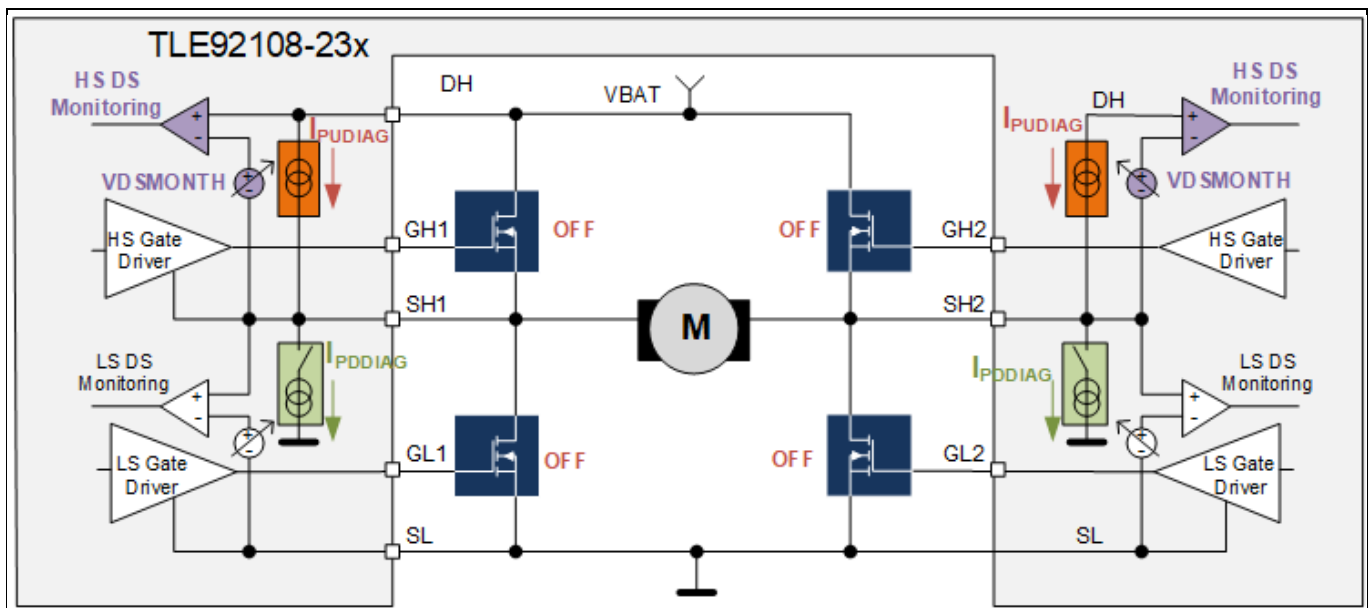 TLE92108-23x
HS DS
Monitoring
DH
VBAT
DH
HS DS
Monitoring
IPUDIAG
IPUDIAG
VDSMONTH
VDSMONTH
HS Gate
Driver
GH1
OFF
OFF
GH2
HS Gate
Driver
SH1
M
SH2
LS DS
Monitoring
IPDDIAG
IPDDIAG
LS DS
Monitoring
LS Gate
Driver
GL1
OFF
OFF
GL2
LS Gate
Driver
SL
SL